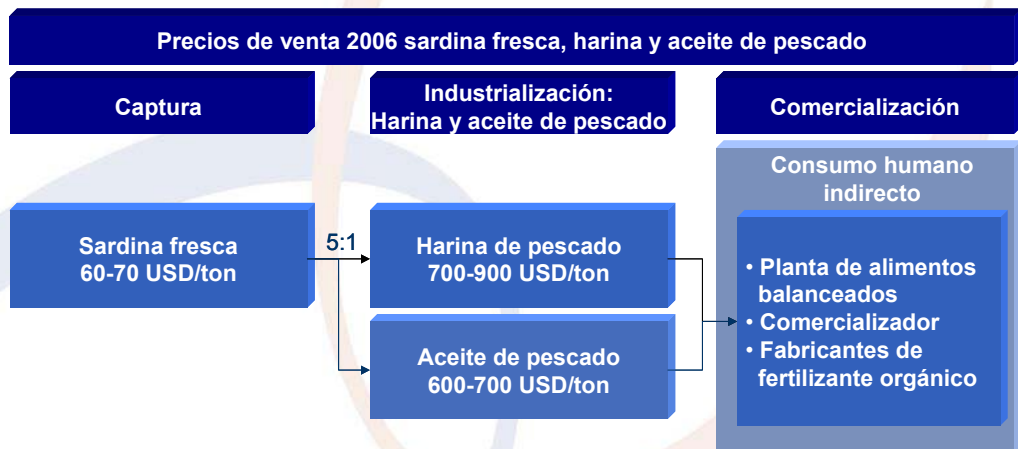 Precios de venta 2006 sardina fresca, harina y aceite de pescado
Captura
Industrialización:
Harina y aceite de pescado
Comercialización
Consumo humano
indirecto
Sardina fresca
60-70 USD/ton
5:1
Harina de pescado
700-900 USD/ton
Aceite de pescado
600-700 USD/ton
• Planta de alimentos
balanceados
• Comercializador
• Fabricantes de
fertilizante orgánico